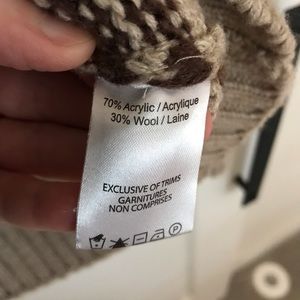 70% Acrylic / Acrylique
30% Wool / Laine
EXCLUSIVE OF TRIMS
GARNITURES
NON COMPRISES
P